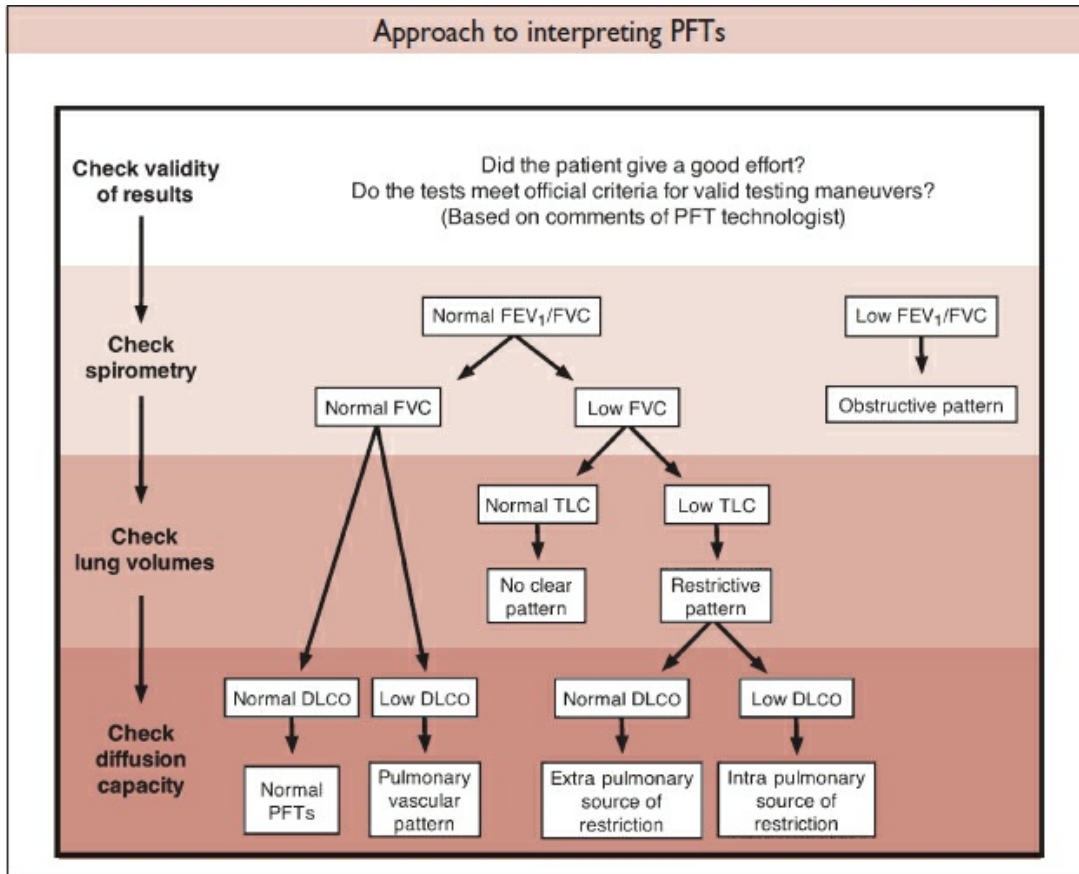 Approach to interpreting PFTs
Check validity
of results
Did the patient give a good effort?
Do the tests meet official criteria for valid testing maneuvers?
(Based on comments of PFT technologist)
Check
spirometry
Normal FEV₁/FVC
Low FEV₁/FVC
Normal FVC
Low FVC
Obstructive pattern
Check
lung volumes
Normal TLC
Low TLC
No clear
pattern
Restrictive
pattern
Check
diffusion
capacity
Normal DLCO
Low DLCO
Normal DLCO
Low DLCO
Normal
PFTs
Pulmonary
vascular
pattern
Extra pulmonary
source of
restriction
Intra pulmonary
source of
restriction